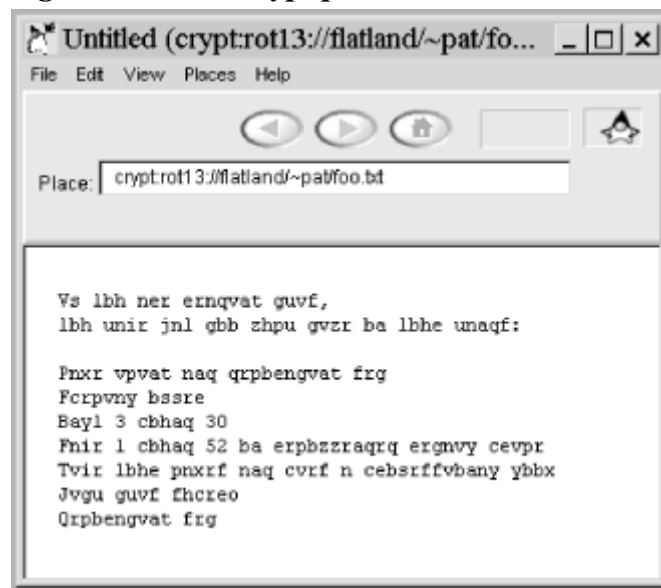 Untitled (crypt:rot13://flatland/~pat/fo...
File Edit View Places Help
Place: crypt:rot13://flatland/~pat/foo.txt
Vs lbh ner ernqvat guvf,
lbh unir jnl gbb zhpu gvzr ba lbhe unaqf:
Pnxr vpvat naq qrpbengvat frg
Fcrpvny bssre
Bayl 3 cbhaq 30
Fnir 1 cbhaq 52 ba erpbzzraqrq ergnvy cevpr
Tvir lbhe pnxrf naq cvrf n cebsrffvbany ybbx
Jvgu guvf fhcreo
Qrpbengvat frg